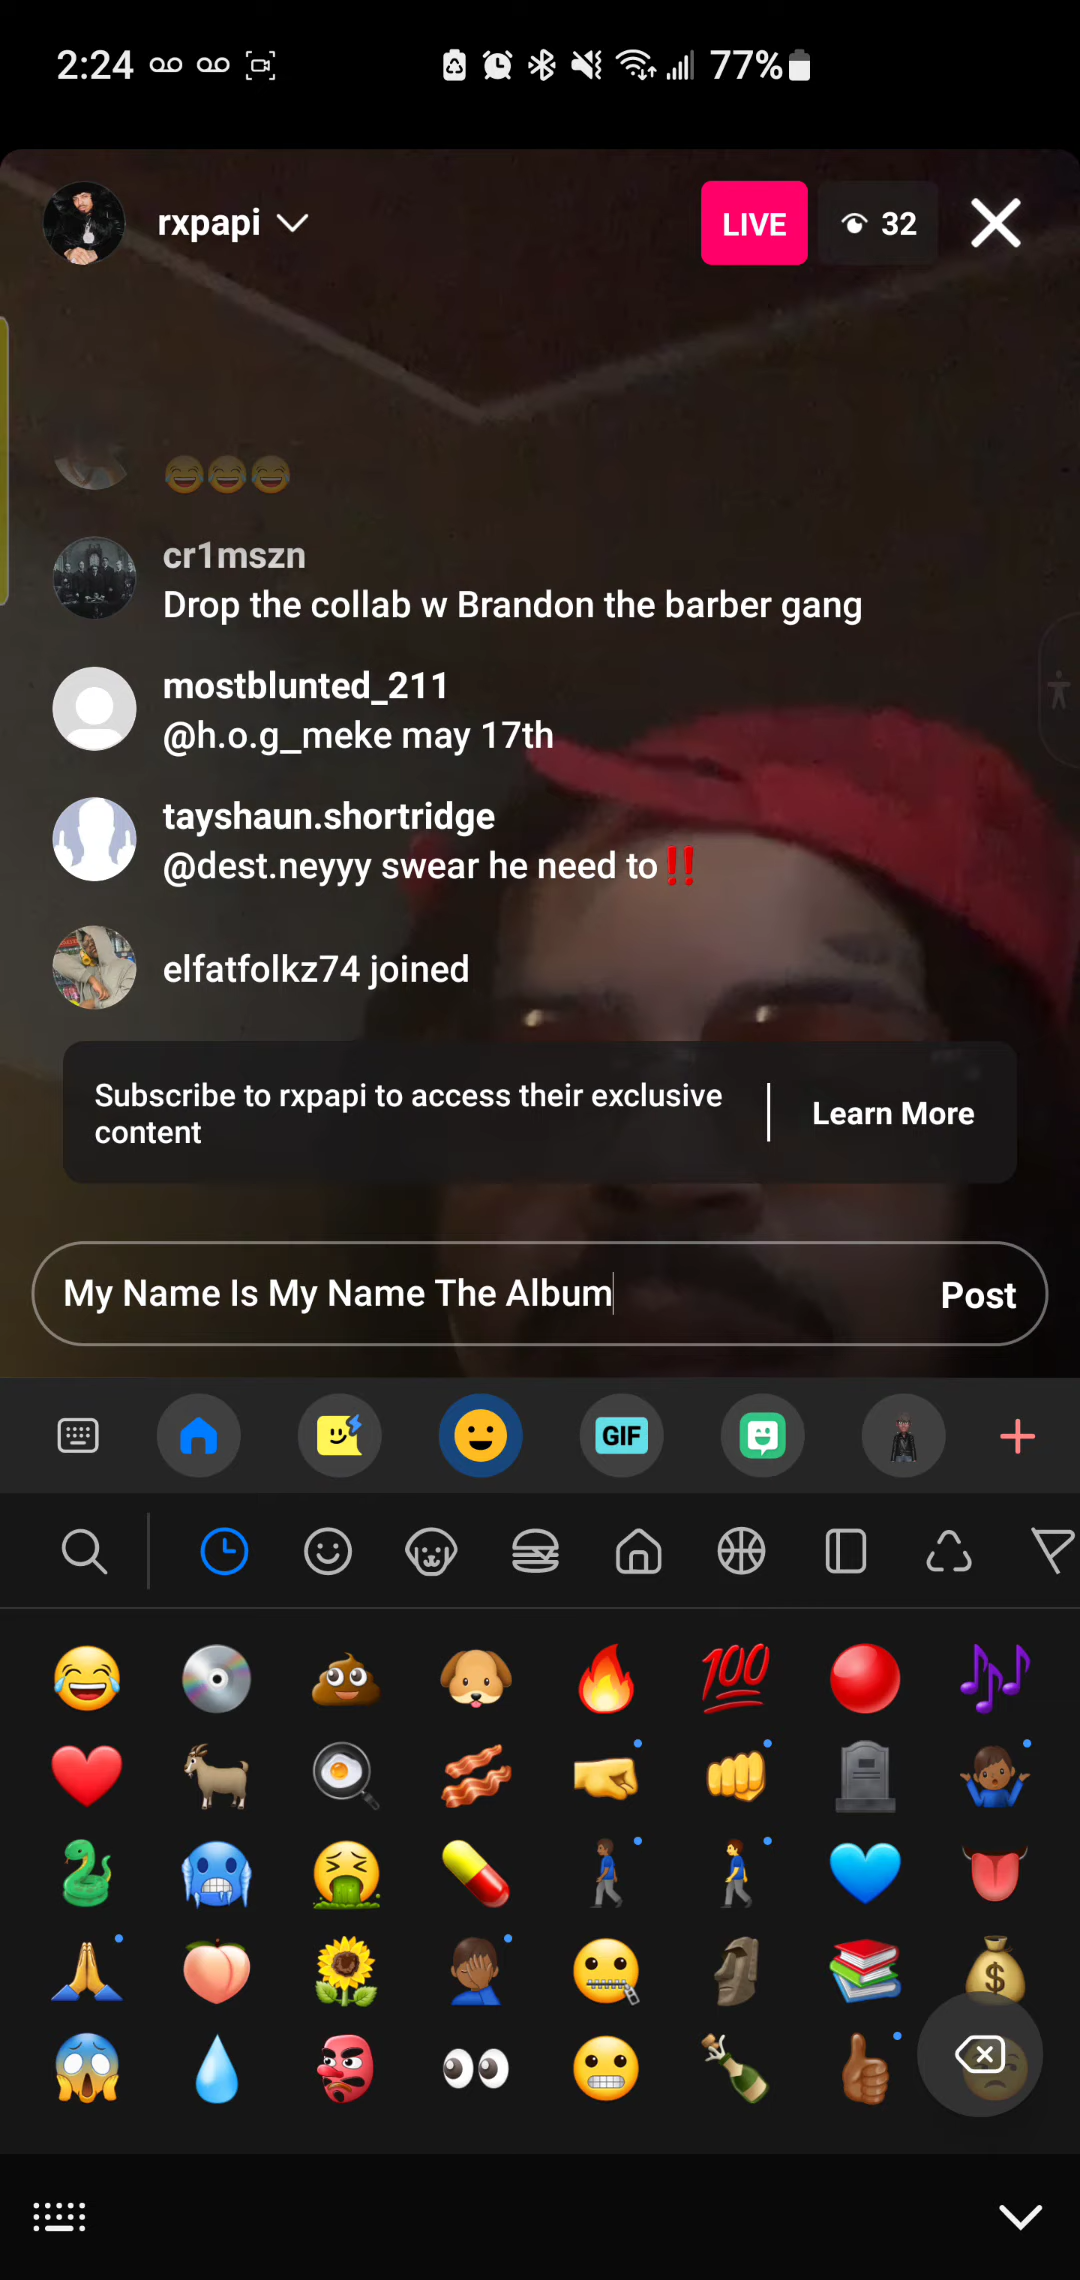 2:24
77%
rxpapi
LIVE
32
cr1mszn
Drop the collab w Brandon the barber gang
mostblunted_211
@h.o.g_meke may 17th
tayshaun.shortridge
@dest.neyyy swear he need to‼️
elfatfolkz74 joined
Subscribe to rxpapi to access their exclusive
content
Learn More
My Name Is My Name The Album
Post
GIF